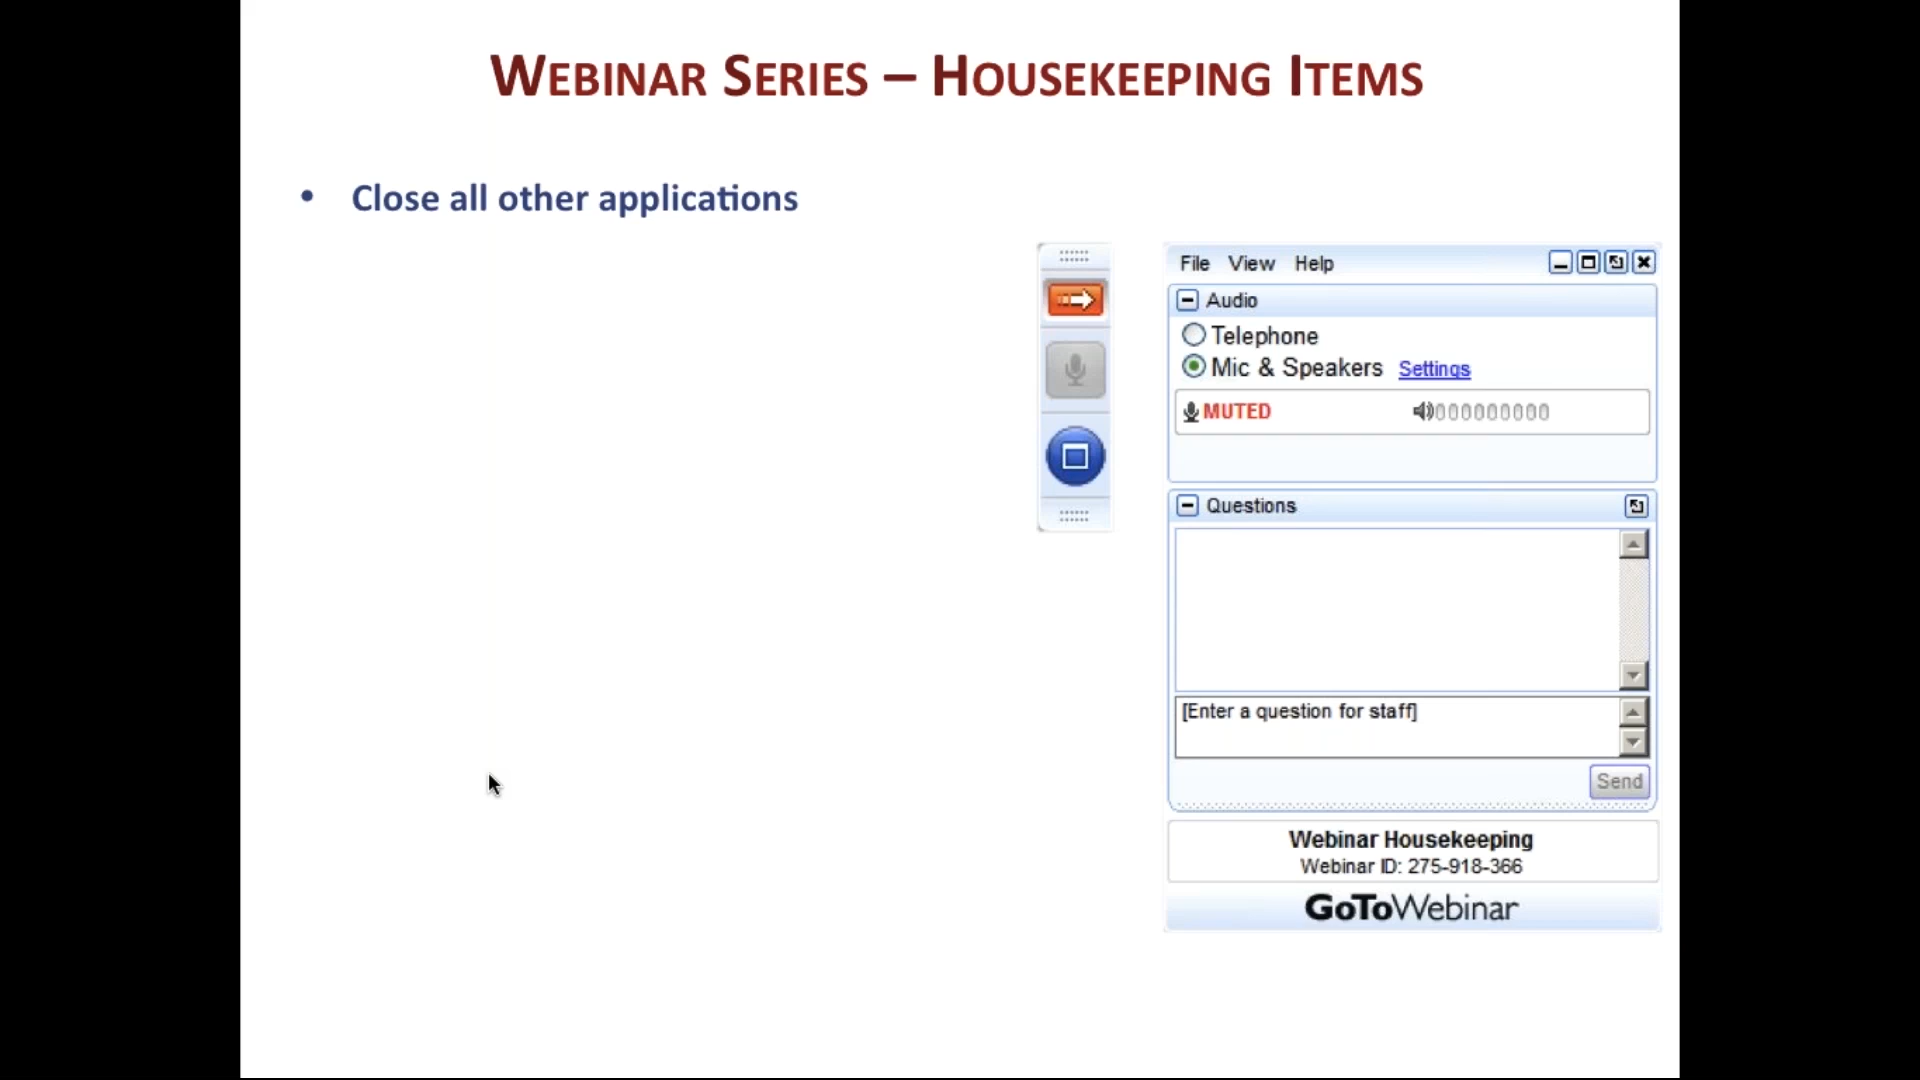 WEBINAR SERIES – HOUSEKEEPING ITEMS
• Close all other applications
File View Help
Audio
Telephone
Mic & Speakers Settings
MUTED
Questions
[Enter a question for staff]
Send
Webinar Housekeeping
Webinar ID: 275-918-366
GoToWebinar